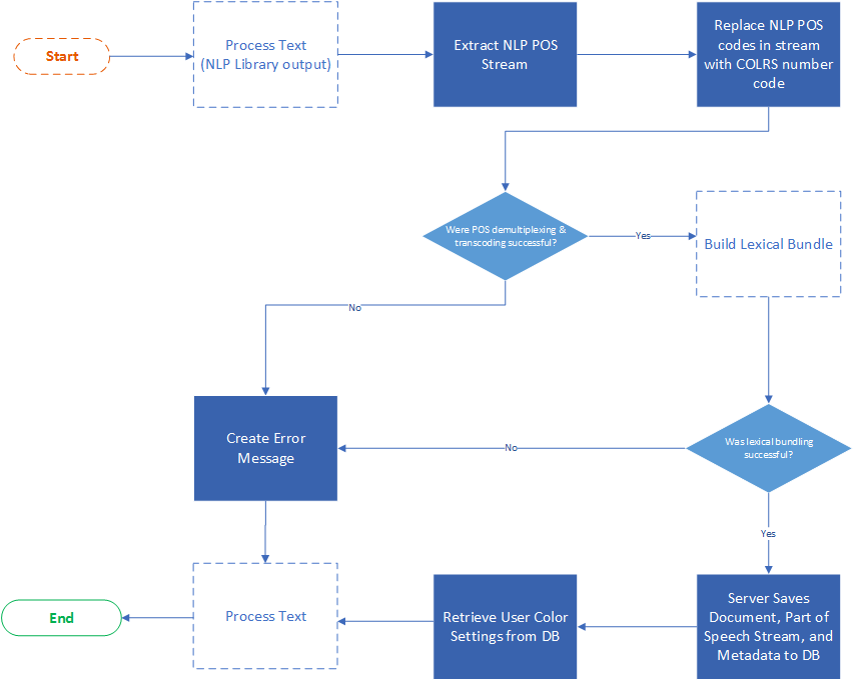 Start
Process Text
(NLP Library output)
Extract NLP POS
Stream
Replace NLP POS
codes in stream
with COLRS number
code
Were POS demultiplexing &
transcoding successful?
Yes
Build Lexical Bundle
No
Create Error
Message
No
Was lexical bundling
successful?
Yes
End
Process Text
Retrieve User Color
Settings from DB
Server Saves
Document, Part of
Speech Stream, and
Metadata to DB